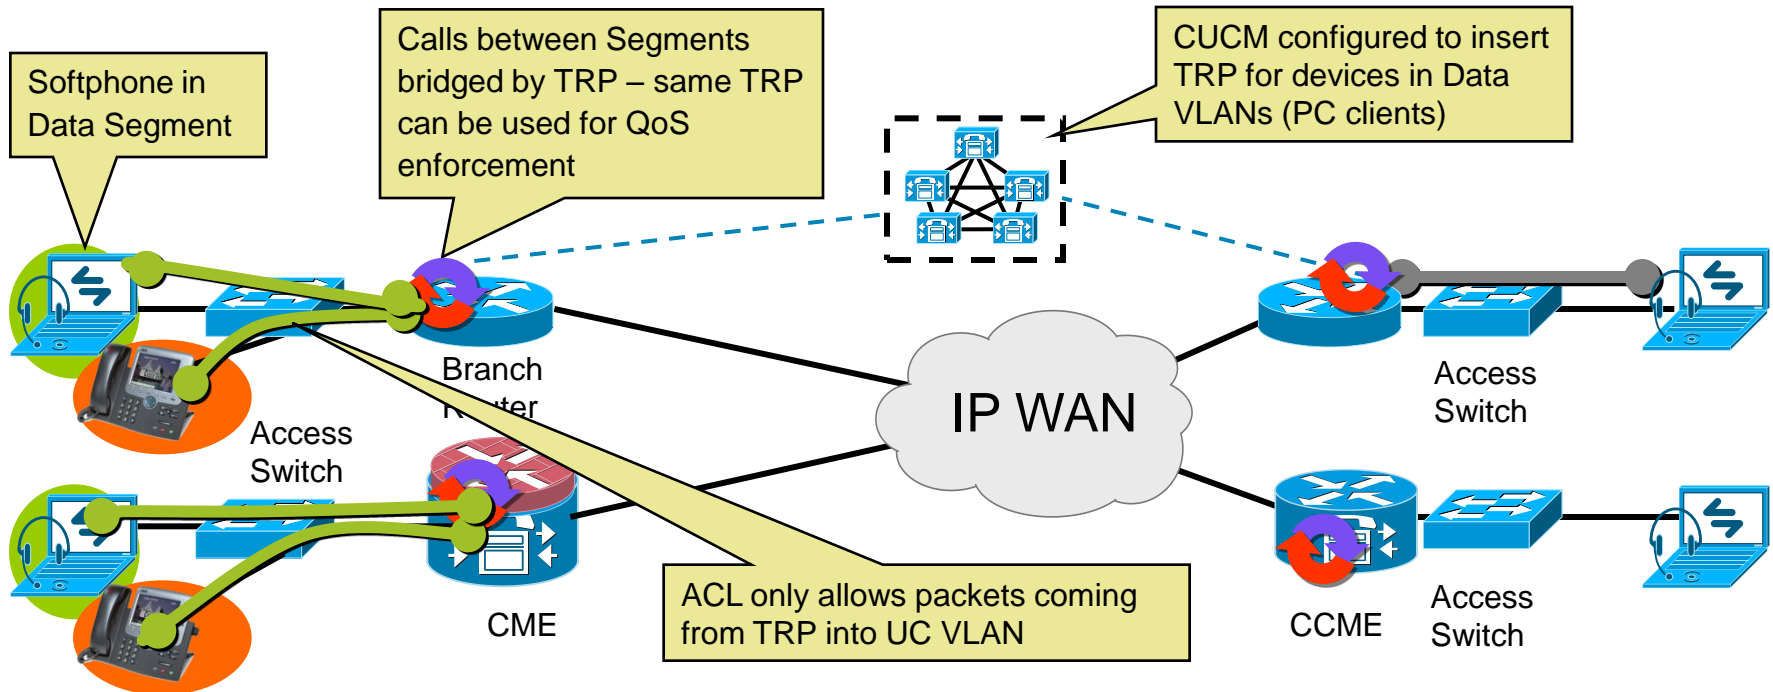 Softphone in
Data Segment
Calls between Segments
bridged by TRP – same TRP
can be used for QoS
enforcement
CUCM configured to insert
TRP for devices in Data
VLANs (PC clients)
Branch
Router
Access
Switch
IP WAN
Access
Switch
CME
ACL only allows packets coming
from TRP into UC VLAN
CCME
Access
Switch